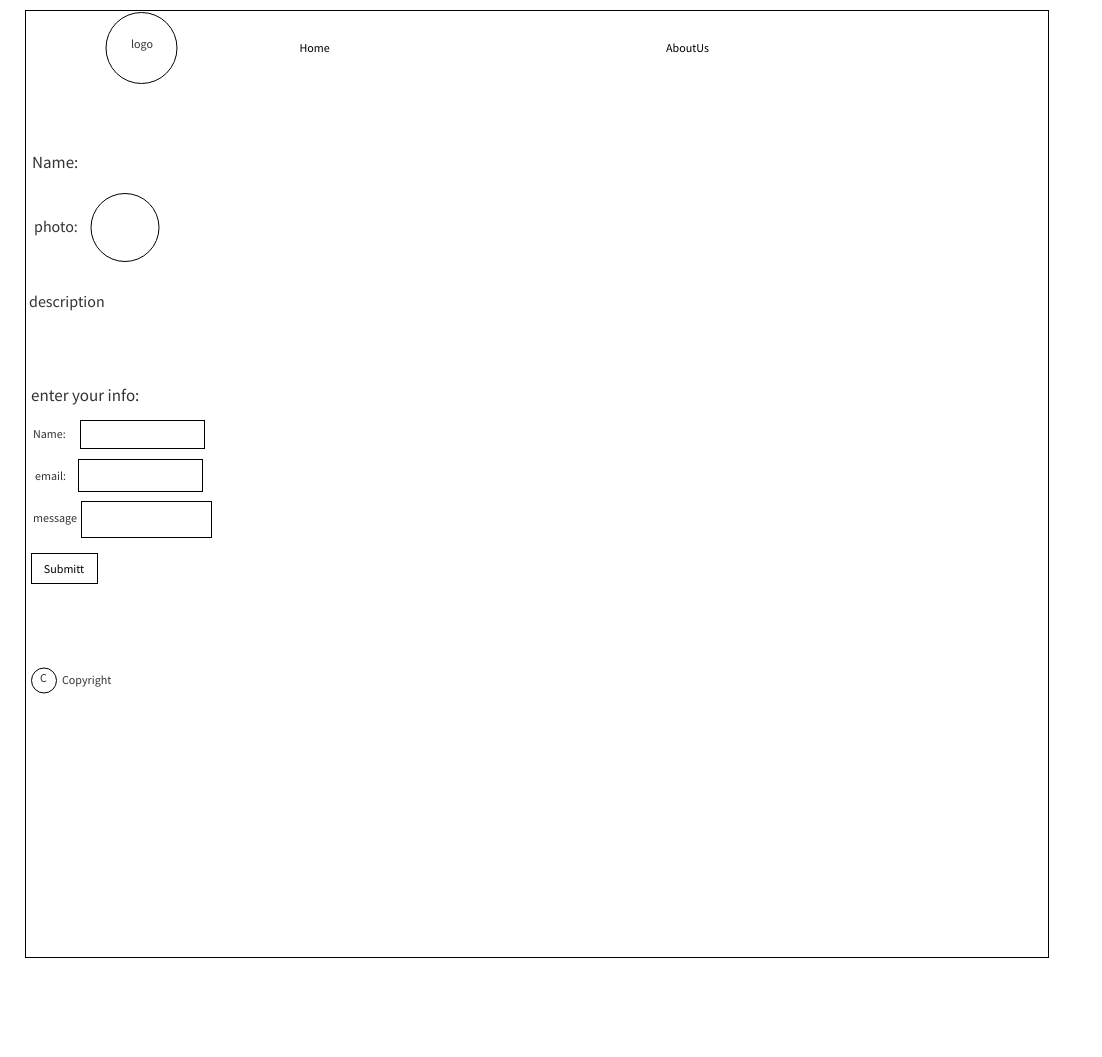 logo Home AboutUs
Name:
photo:
description
enter your info:
Name:
email:
message
Submitt
C Copyright